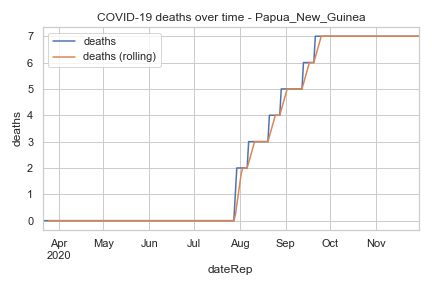 COVID-19 deaths over time - Papua_New_Guinea
deaths
deaths (rolling)
7
6
5
4
3
2
1
0
deaths
Apr May Jun Jul Aug Sep Oct Nov
2020
dateRep